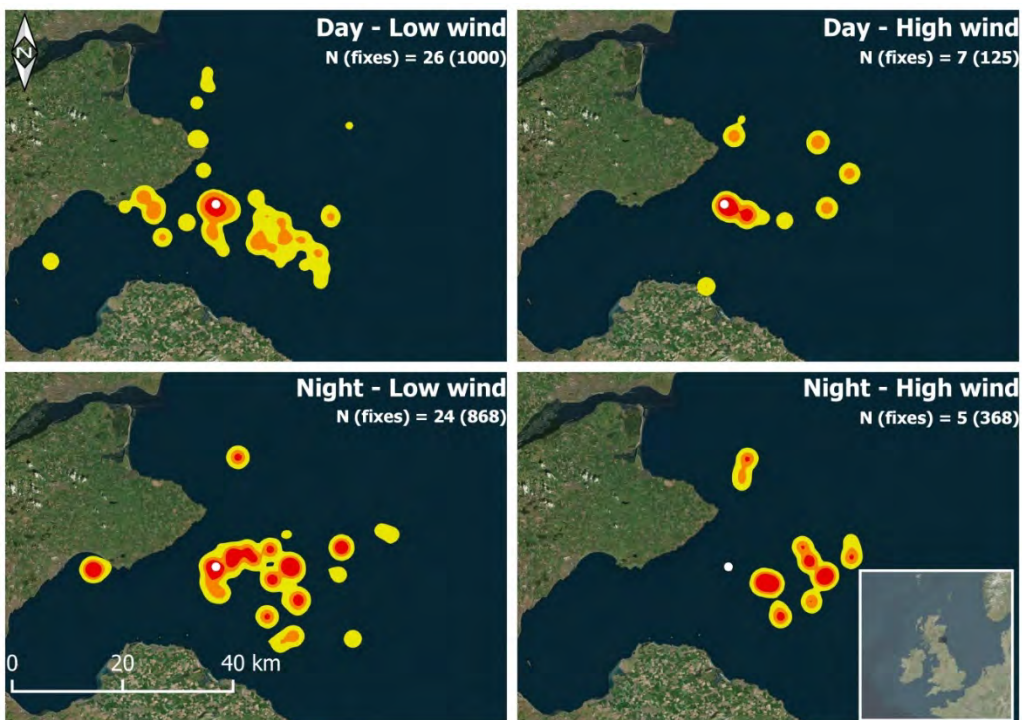 N
Day - Low wind
N (fixes) = 26 (1000)
Day - High wind
N (fixes) = 7 (125)
Night - Low wind
N (fixes) = 24 (868)
0 20 40 km
Night - High wind
N (fixes) = 5 (368)